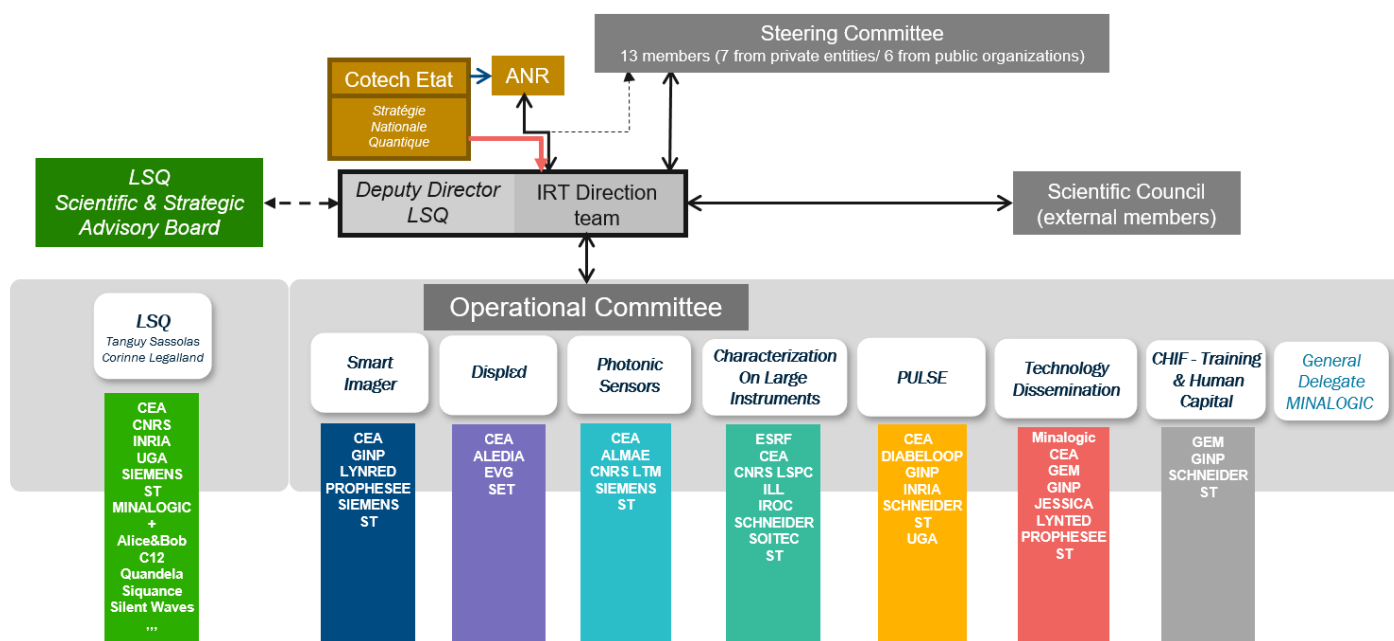 Steering Committee
13 members (7 from private entities/ 6 from public organizations)
Cotech Etat
ANR
Stratégie
Nationale
Quantique
LSQ
Scientific & Strategic
Advisory Board
Deputy Director
LSQ
IRT Direction
team
Scientific Council
(external members)
Operational Committee
LSQ
Tanguy Sassolas
Corinne Legalland
Smart
Imager
Displεd
Photonic
Sensors
Characterization
On Large
Instruments
PULSE
Technology
Dissemination
CHIF - Training
& Human
Capital
General
Delegate
MINALOGIC
CEA
CNRS
INRIA
UGA
SIEMENS
ST
MINALOGIC
+
Alice&Bob
C12
Quandela
Siquance
Silent Waves
,,,
CEA
GINP
LYNRED
PROPHESEE
SIEMENS
ST
CEA
ALEDIA
EVG
SET
CEA
ALMAE
CNRS LTM
SIEMENS
ST
ESRF
CEA
CNRS LSPC
ILL
IROC
SCHNEIDER
SOITEC
ST
CEA
DIABELOOP
GINP
INRIA
SCHNEIDER
ST
UGA
Minalogic
CEA
GEM
GINP
JESSICA
LYNTED
PROPHESEE
ST
GEM
GINP
SCHNEIDER
ST